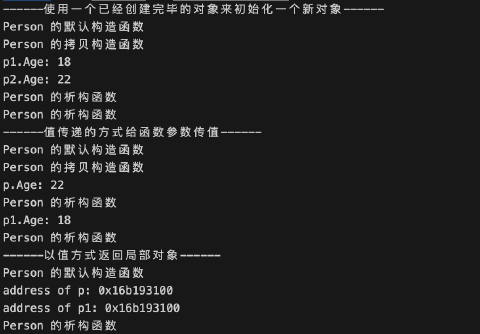 ------使用一个已经创建完毕的对象来初始化一个新对象------
Person 的默认构造函数
Person 的拷贝构造函数
p1.Age: 18
p2.Age: 22
Person 的析构函数
Person 的析构函数
------值传递的方式给函数参数传值------
Person 的默认构造函数
Person 的拷贝构造函数
p.Age: 22
Person 的析构函数
p1.Age: 18
Person 的析构函数
------以值方式返回局部对象------
Person 的默认构造函数
address of p: 0x16b193100
address of p1: 0x16b193100
Person 的析构函数